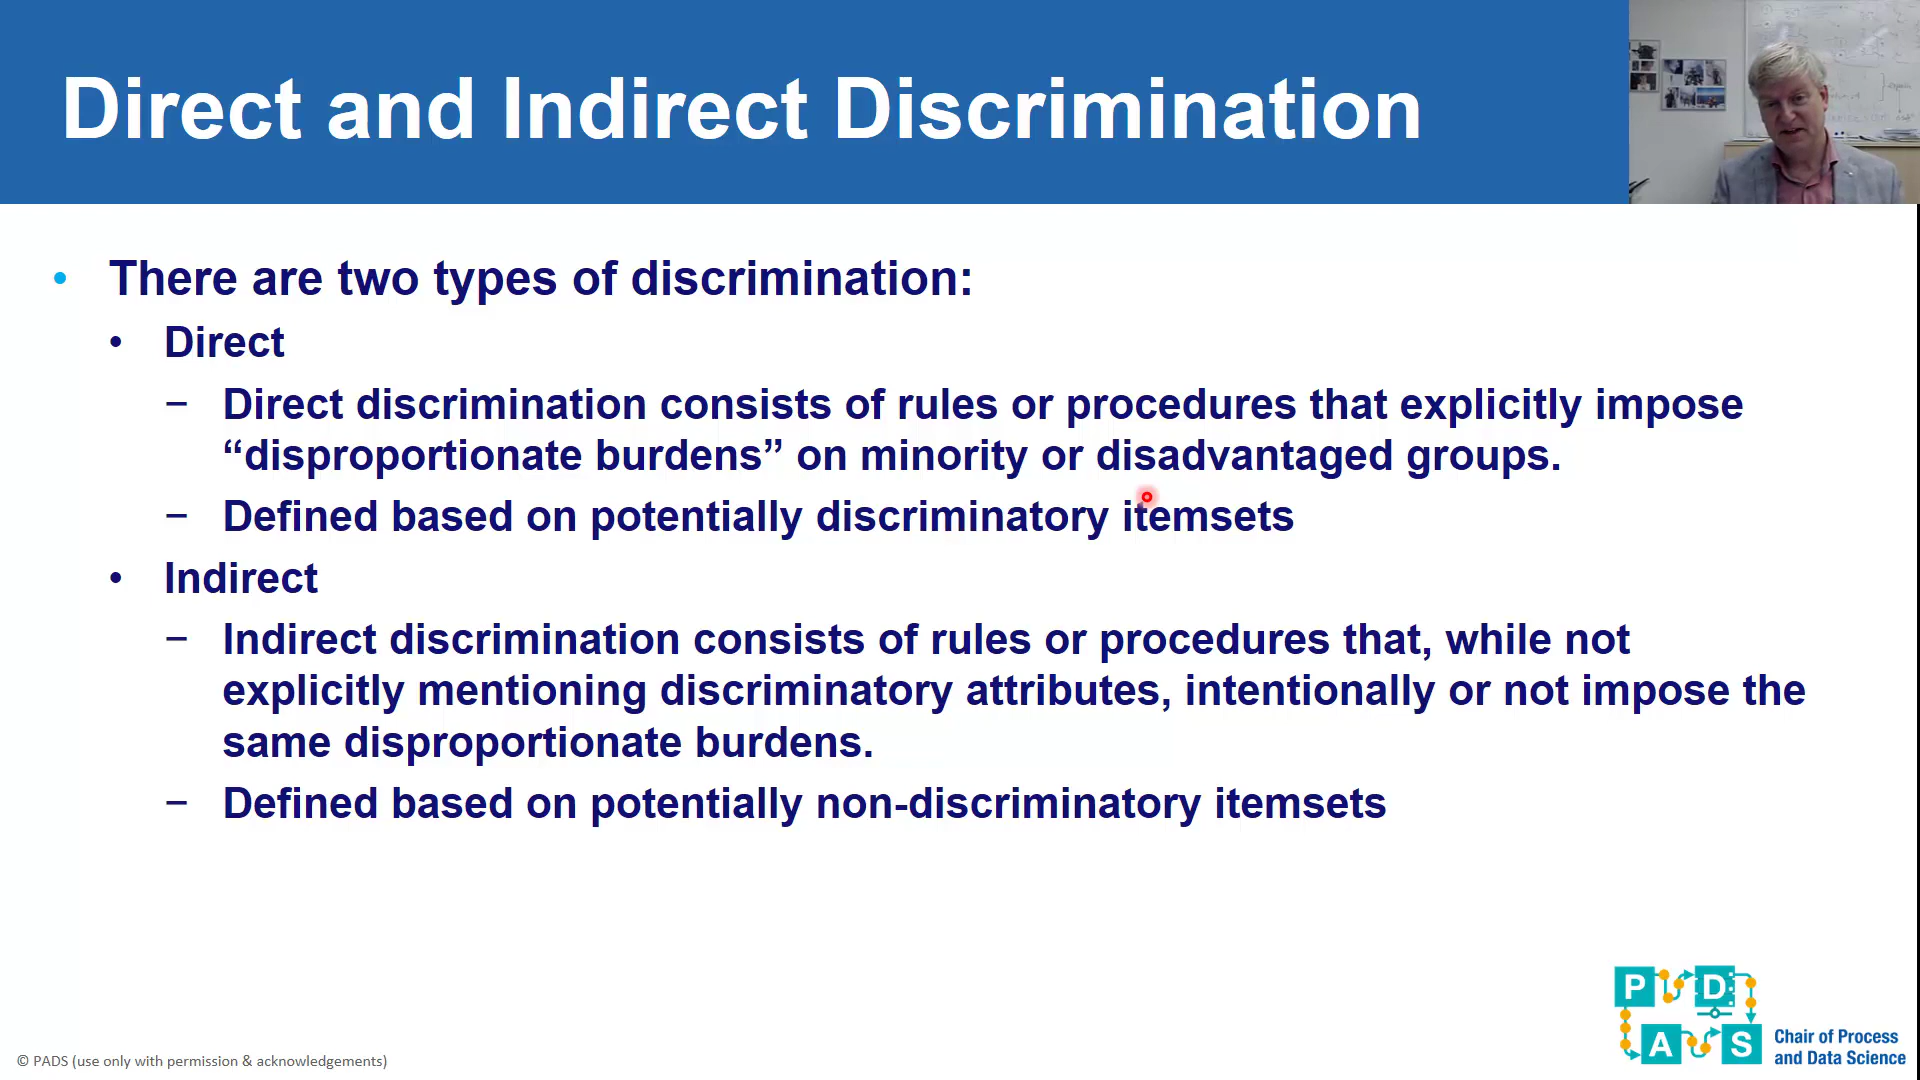 Direct and Indirect Discrimination
• There are two types of discrimination:
• Direct
– Direct discrimination consists of rules or procedures that explicitly impose
“disproportionate burdens” on minority or disadvantaged groups.
– Defined based on potentially discriminatory itemsets
• Indirect
– Indirect discrimination consists of rules or procedures that, while not
explicitly mentioning discriminatory attributes, intentionally or not impose the
same disproportionate burdens.
– Defined based on potentially non-discriminatory itemsets
P D
A S
Chair of Process
and Data Science
© PADS (use only with permission & acknowledgements)